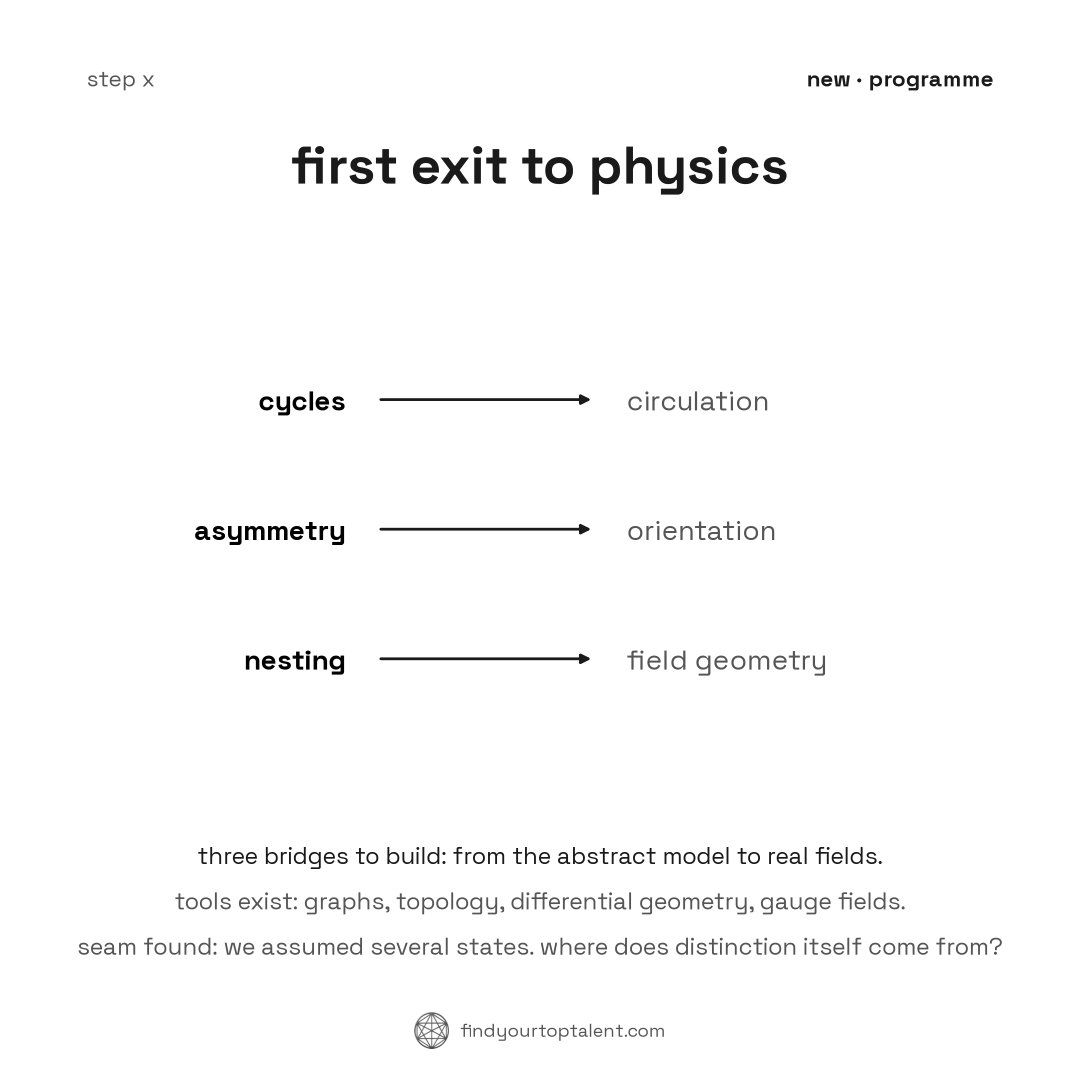 step x
new · programme
first exit to physics
cycles
circulation
asymmetry
orientation
nesting
field geometry
three bridges to build: from the abstract model to real fields.
tools exist: graphs, topology, differential geometry, gauge fields.
seam found: we assumed several states. where does distinction itself come from?
findyourtoptalent.com